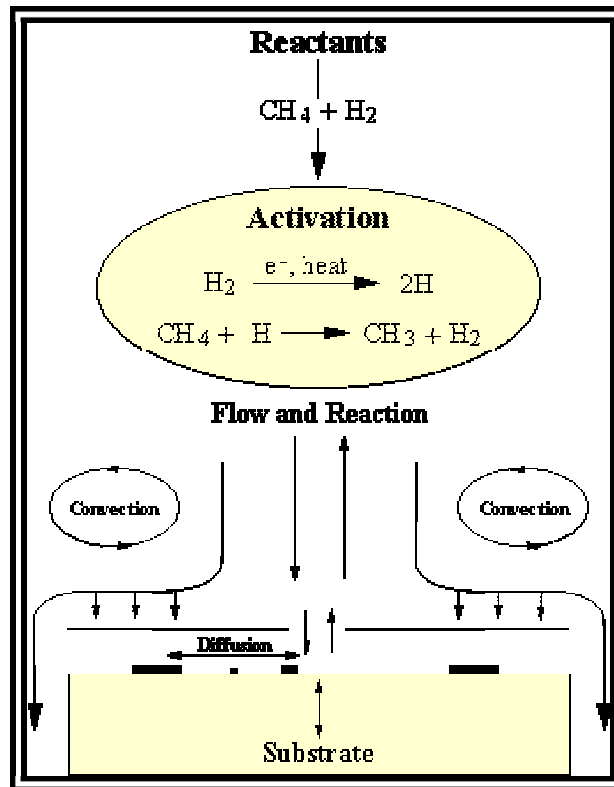 Reactants
CH4 + H2
Activation
e-, heat
H2 2H
CH4 + H CH3 + H2
Flow and Reaction
Convection Convection
Diffusion
Substrate